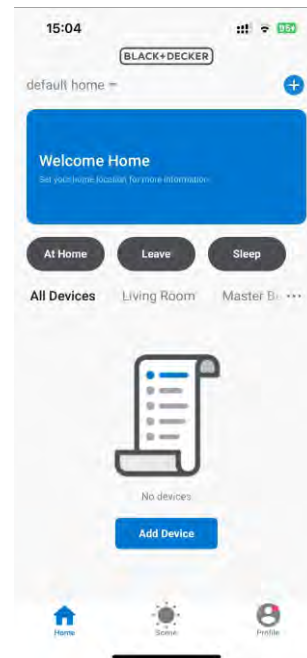 15:04
BLACK+DECKER
default home
Welcome Home
Set your home location for more information
At Home Leave Sleep
All Devices Living Room Master B
No devices
Add Device
Home Scene Profile